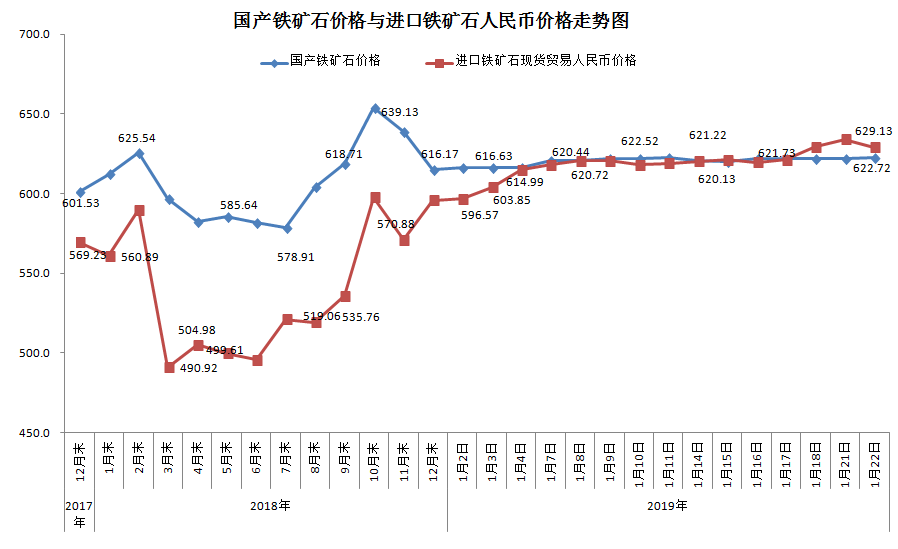 国产铁矿石价格与进口铁矿石人民币价格走势图
国产铁矿石价格
进口铁矿石现货贸易人民币价格
700.0
650.0
600.0
550.0
500.0
450.0
601.53
625.54
585.64
578.91
618.71
639.13
616.17
616.63
620.44
622.52
621.22
621.73
629.13
569.23
560.89
490.92
504.98
499.61
519.06
535.76
570.88
596.57
603.85
614.99
620.72
620.13
622.72
12月末
1月末
2月末
3月末
4月末
5月末
6月末
7月末
8月末
9月末
10月末
11月末
12月末
1月2日
1月3日
1月4日
1月7日
1月8日
1月9日
1月10日
1月11日
1月14日
1月15日
1月16日
1月17日
1月18日
1月21日
1月22日
2017
年
2018年
2019年